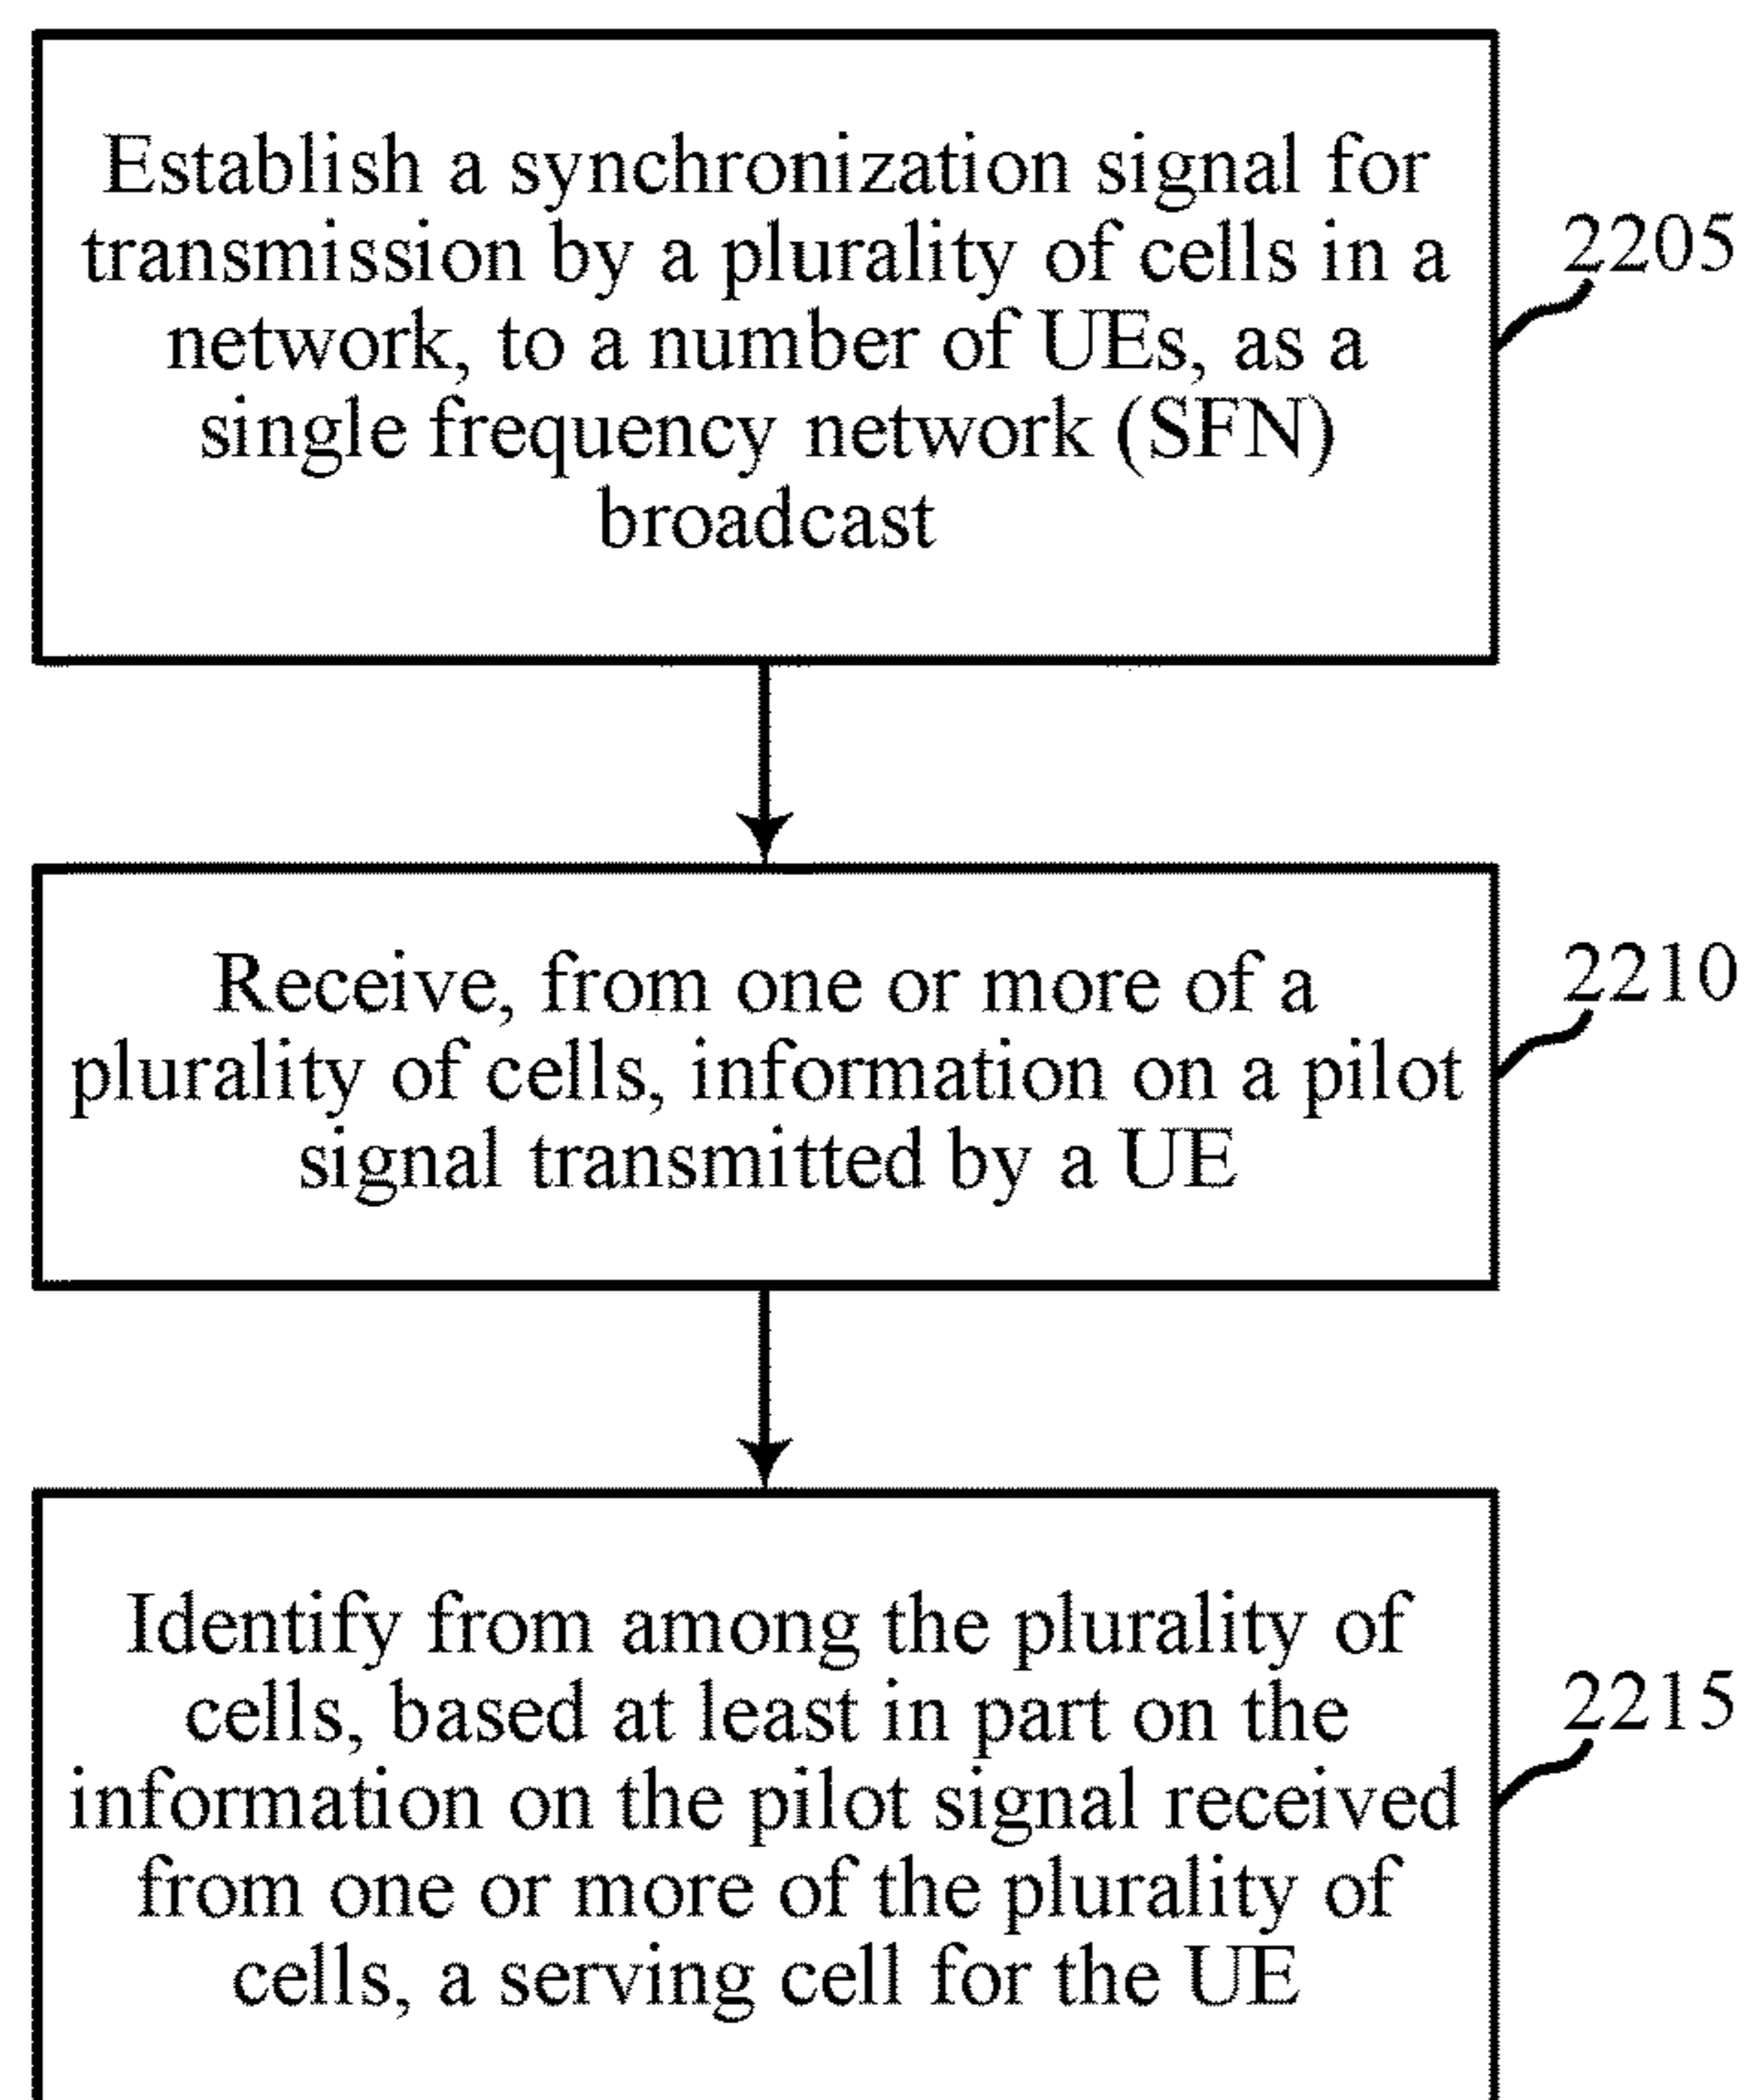 Establish a synchronization signal for
transmission by a plurality of cells in a
network, to a number of UEs, as a
single frequency network (SFN)
broadcast
2205
Receive, from one or more of a
plurality of cells, information on a pilot
signal transmitted by a UE
2210
Identify from among the plurality of
cells, based at least in part on the
information on the pilot signal received
from one or more of the plurality of
cells, a serving cell for the UE
2215